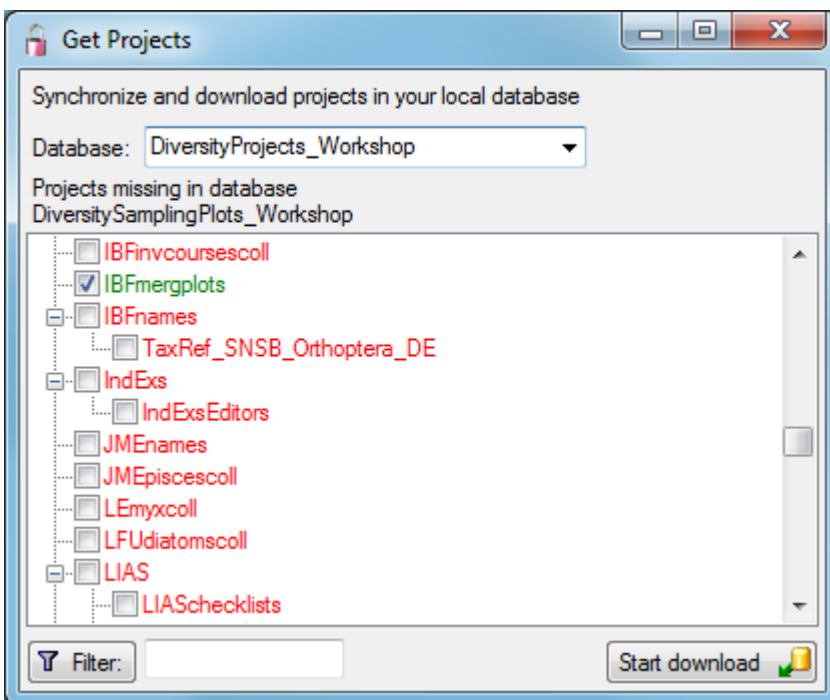 Get Projects
Synchronize and download projects in your local database
Database: DiversityProjects_Workshop
Projects missing in database
DiversitySamplingPlots_Workshop
IBFinvcoursescoll
IBFmergplots
IBFnames
TaxRef_SNSB_Orthoptera_DE
IndExs
IndExsEditors
JMEnames
JMEpiscescoll
LEmyxcoll
LFUdiatomscoll
LIAS
LIASchecklists
Filter: Start download